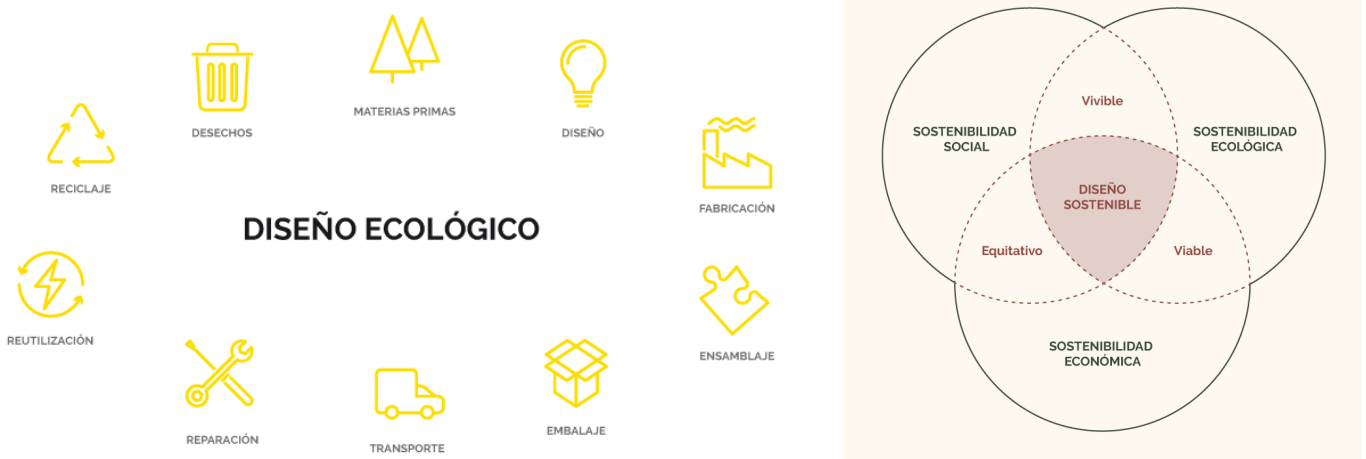 MATERIAS PRIMAS
DESECHOS
DISEÑO
RECICLAJE
FABRICACIÓN
DISEÑO ECOLÓGICO
REUTILIZACIÓN
ENSAMBLAJE
REPARACIÓN
TRANSPORTE
EMBALAJE
Vivible
SOSTENIBILIDAD
SOCIAL
SOSTENIBILIDAD
ECOLÓGICA
DISEÑO
SOSTENIBLE
Equitativo
Viable
SOSTENIBILIDAD
ECONÓMICA